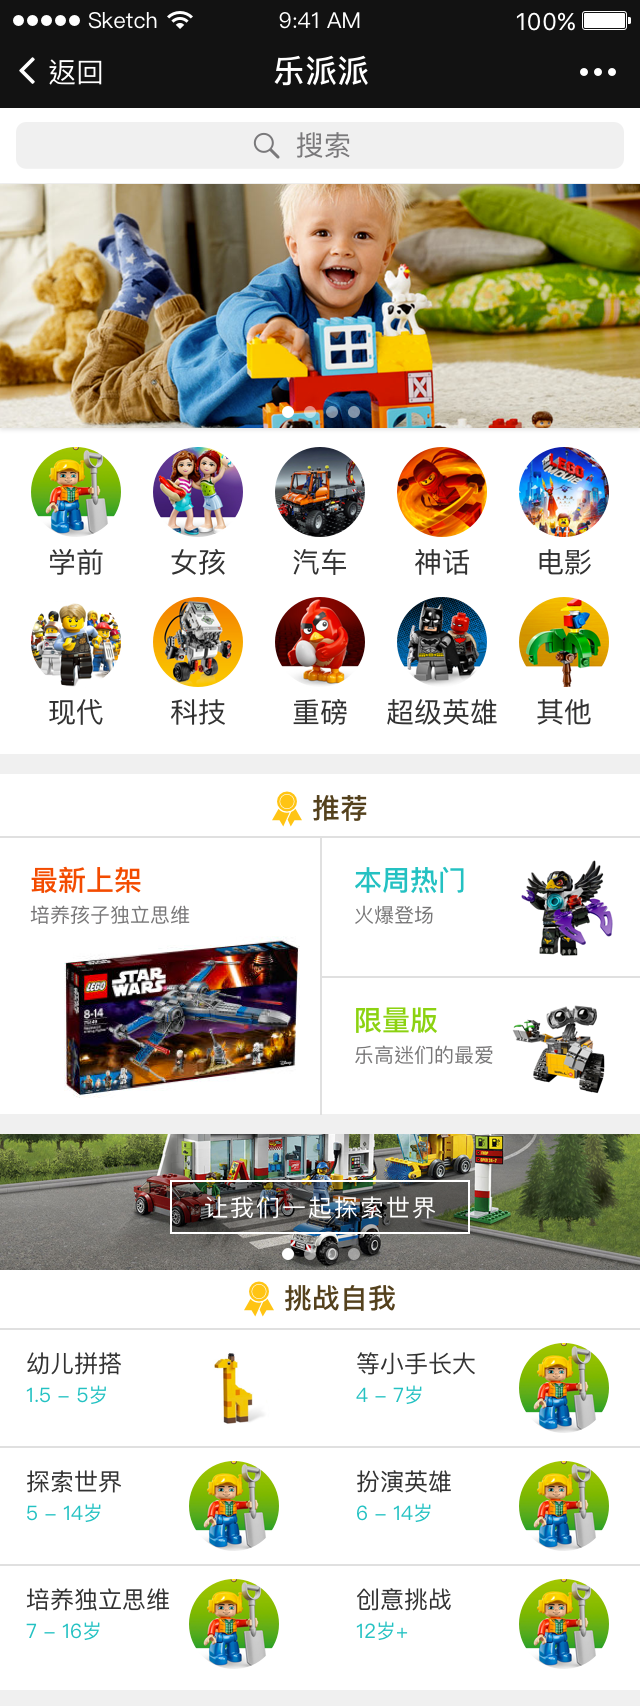 Sketch 9:41 AM 100%
返回 乐派派
搜索
学前 女孩 汽车 神话 电影
LEGO MOVIE
现代 科技 重磅 超级英雄 其他
推荐
最新上架
培养孩子独立思维
LEGO STAR WARS
8-14
本周热门
火爆登场
限量版
乐高迷们的最爱
让我们一起探索世界
挑战自我
幼儿拼搭
1.5 – 5岁
等小手长大
4 – 7岁
探索世界
5 – 14岁
扮演英雄
6 – 14岁
培养独立思维
7 – 16岁
创意挑战
12岁+